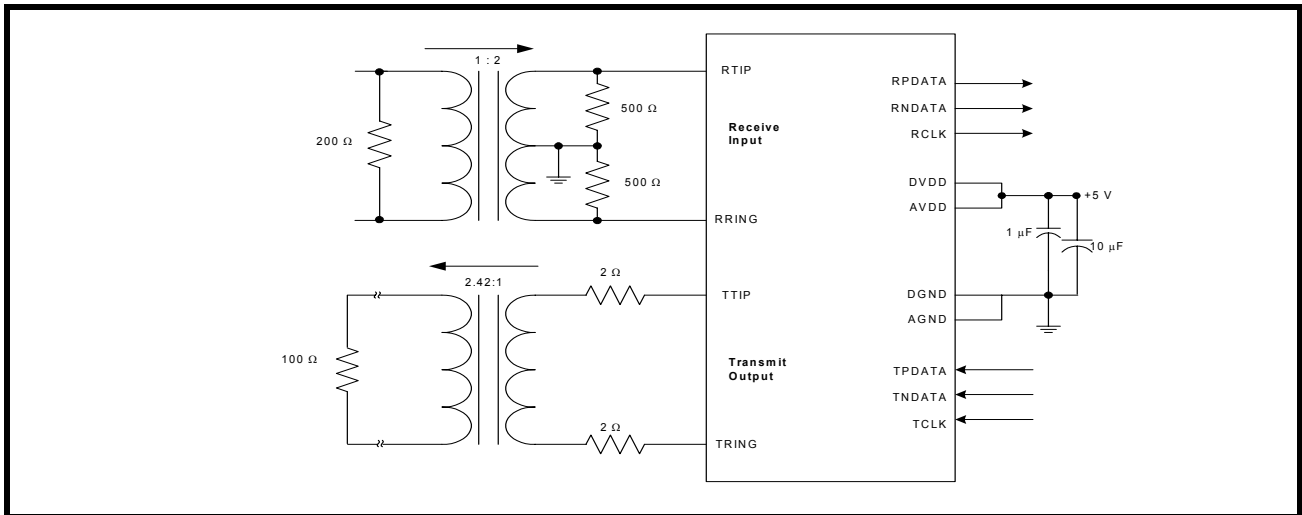 1 : 2
RTIP
RPDATA
RNDATA
RCLK
500 Ω
Receive
Input
200 Ω
500 Ω
DVDD
AVDD
+5 V
RRING
1 μF
10 μF
2.42:1
2 Ω
TTIP
DGND
AGND
100 Ω
Transmit
Output
TPDATA
TNDATA
TCLK
2 Ω
TRING